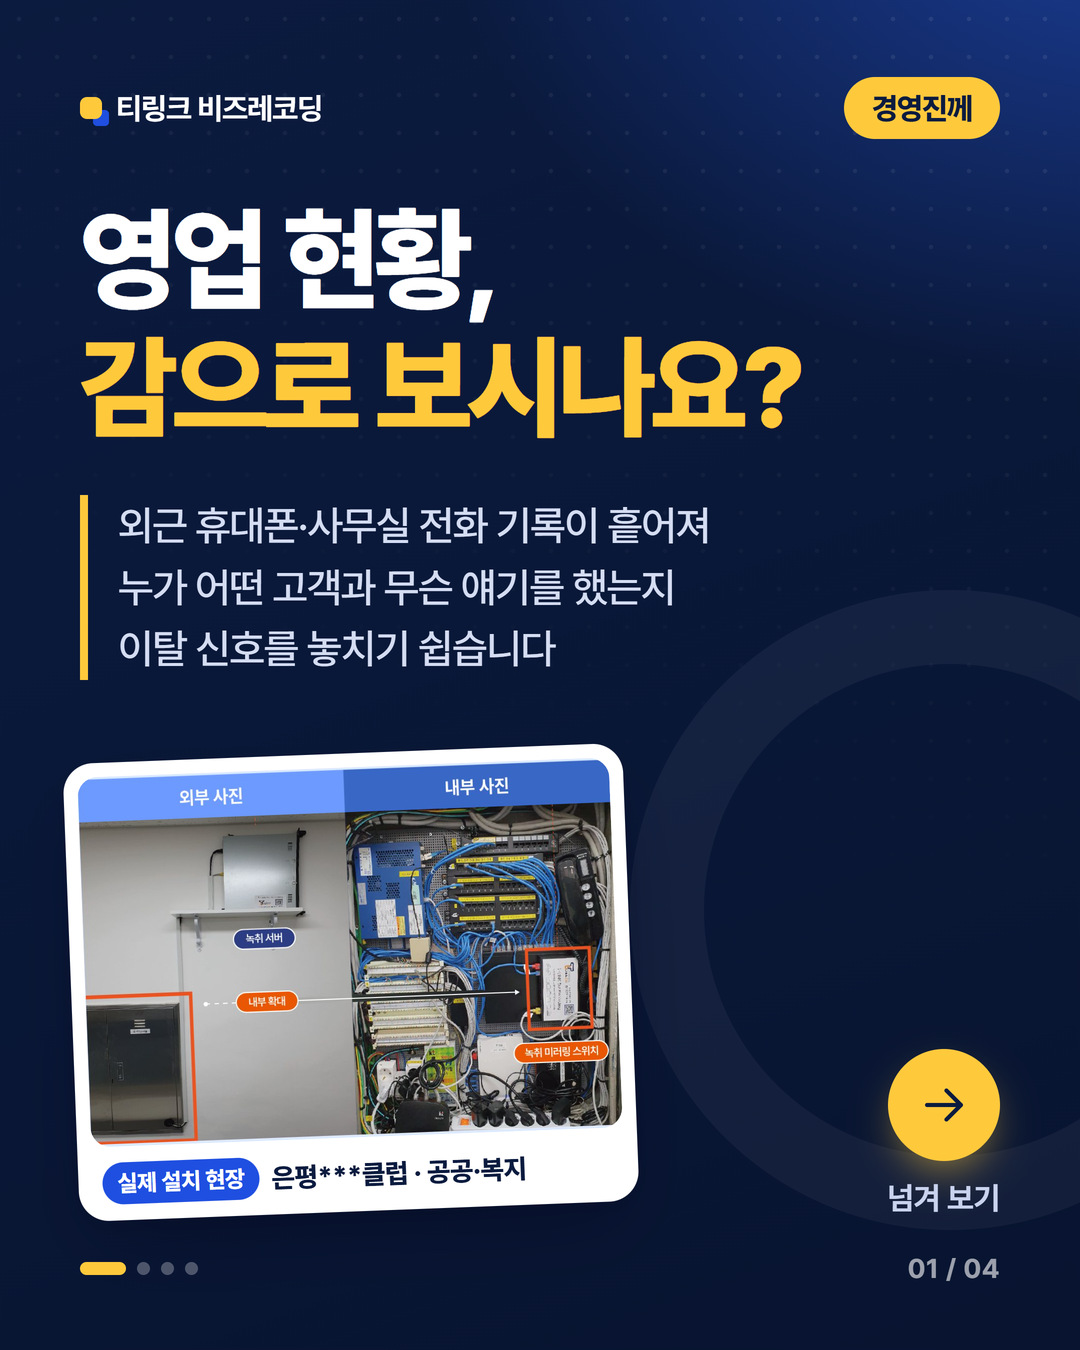 티링크 비즈레코딩
경영진께
영업 현황,
감으로 보시나요?
외근 휴대폰·사무실 전화 기록이 흩어져
누가 어떤 고객과 무슨 얘기를 했는지
이탈 신호를 놓치기 쉽습니다
외부 사진
내부 사진
녹취 서버
내부 확대
녹취 미러링 스위치
실제 설치 현장
은평***클럽 · 공공·복지
넘겨 보기
01 / 04